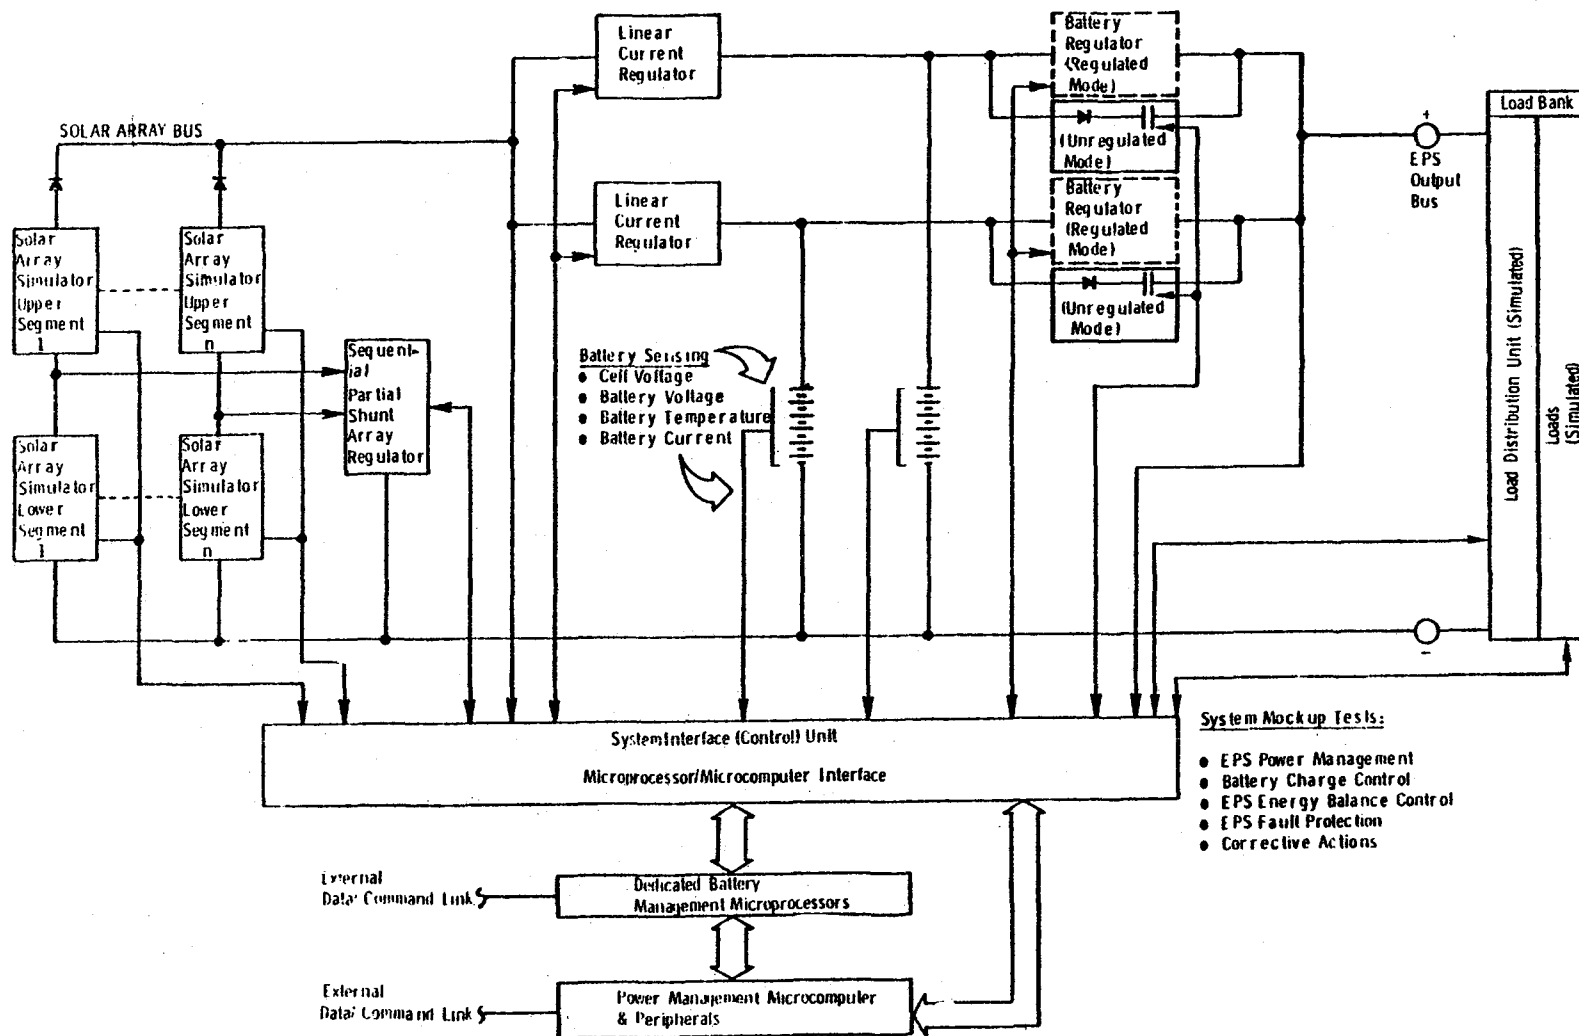 Linear
Current
Regulator
Battery
Regulator
(Regulated
Mode)
(Unregulated
Mode)
Load Bank
SOLAR ARRAY BUS
+
EPS
Output
Bus
Linear
Current
Regulator
Battery
Regulator
(Regulated
Mode)
(Unregulated
Mode)
Solar
Array
Simulator
Upper
Segment
1
Solar
Array
Simulator
Upper
Segment
n
Sequent-
ial
Partial
Shunt
Array
Regulator
Battery Sensing
● Cell Voltage
● Battery Voltage
● Battery Temperature
● Battery Current
Load Distribution Unit (Simulated)
Loads
(Simulated)
Solar
Array
Simulator
Lower
Segment
1
Solar
Array
Simulator
Lower
Segment
n
-
System Interface (Control) Unit
Microprocessor/Microcomputer Interface
System Mockup Tests:
● EPS Power Management
● Battery Charge Control
● EPS Energy Balance Control
● EPS Fault Protection
● Corrective Actions
External
Data/ Command Link
Dedicated Battery
Management Microprocessors
External
Data/ Command Link
Power Management Microcomputer
& Peripherals